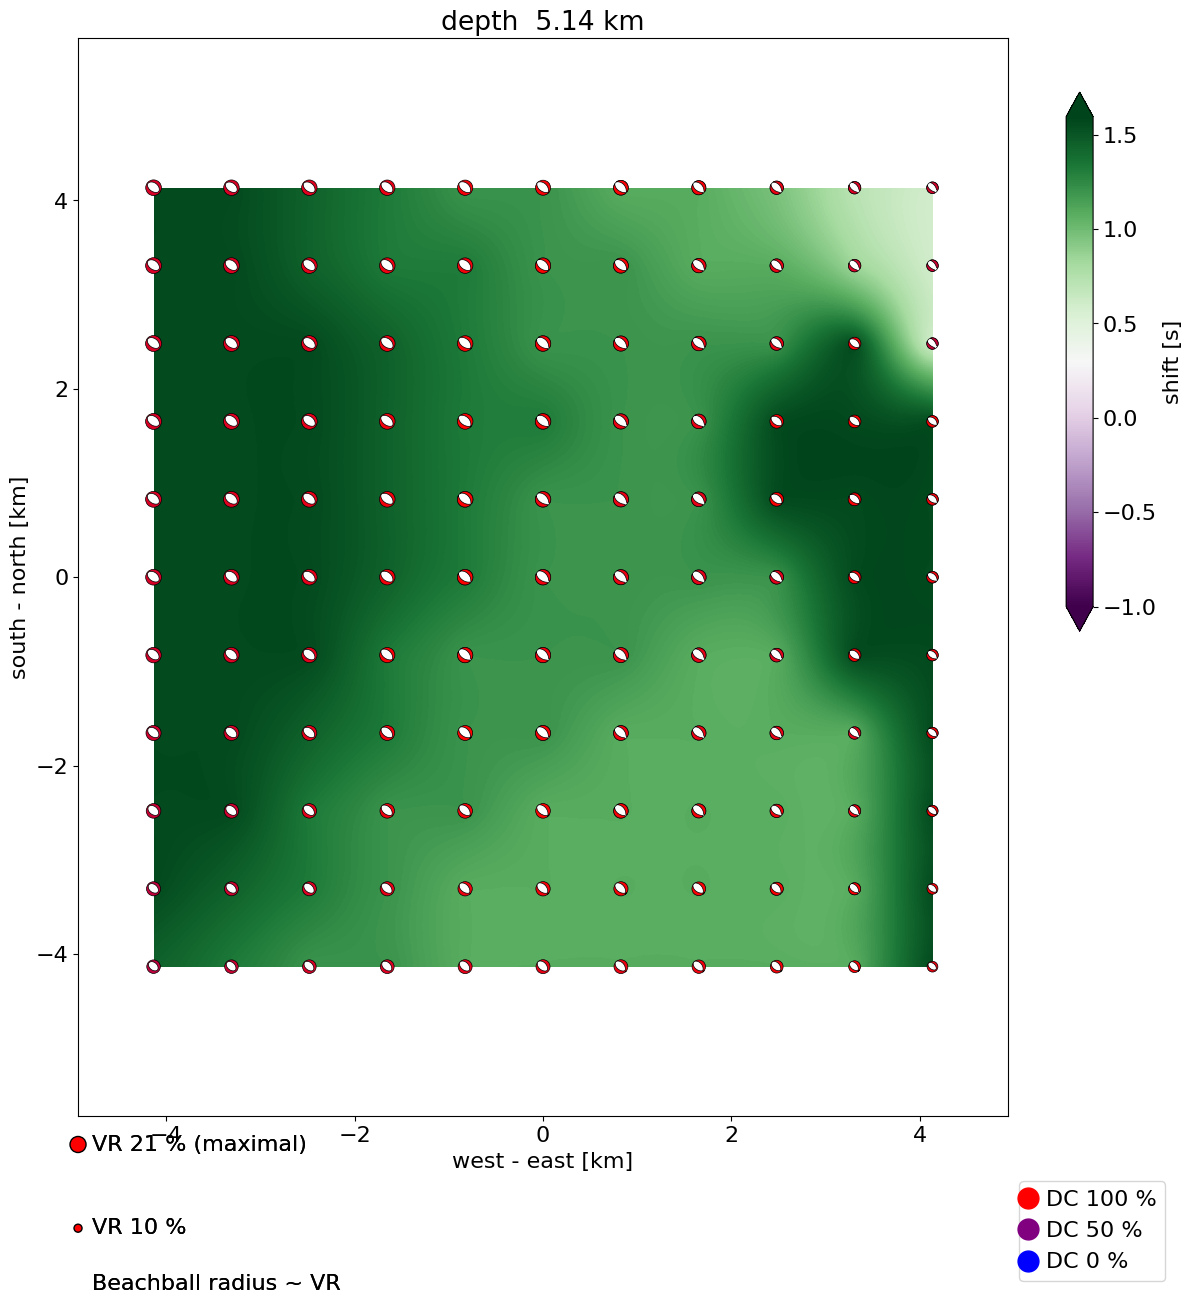 depth  5.14 km
4
2
0
−2
−4
south - north [km]
−4
−2
0
2
4
west - east [km]
1.5
1.0
0.5
0.0
−0.5
−1.0
shift [s]
VR 21 % (maximal)
VR 10 %
Beachball radius ~ VR
DC 100 %
DC 50 %
DC 0 %